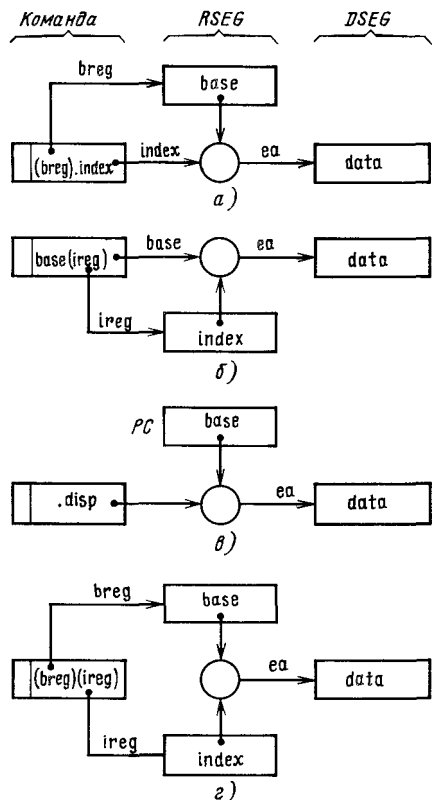 Команда RSEG DSEG
breg
base
(breg).index index ea data
а)
base(ireg) base ea data
ireg
index
б)
PC base
.disp ea data
в)
breg
base
(breg)(ireg) ea data
ireg
index
г)